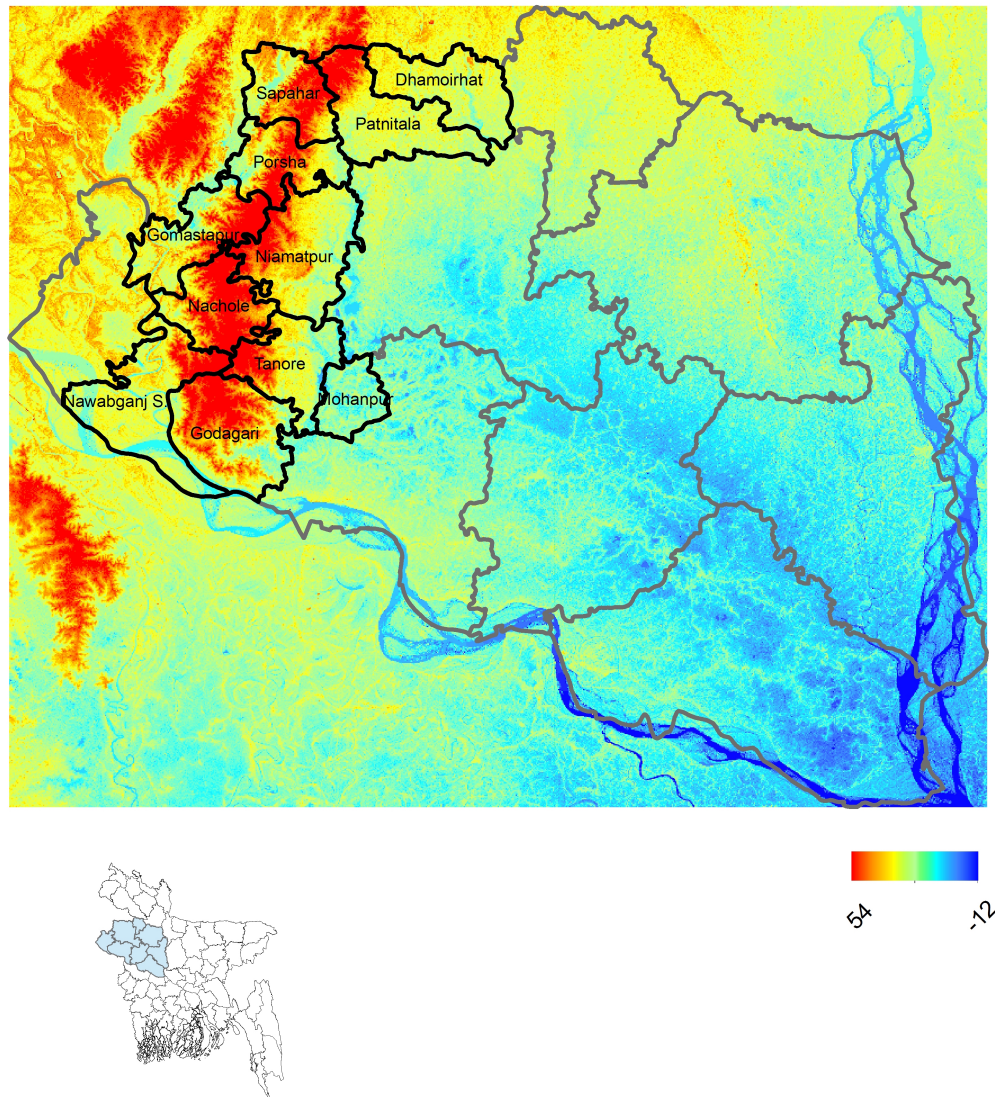 Dhamoirhat
Sapahar
Patnitala
Porsha
Gomastapur
Niamatpur
Nachole
Tanore
Nawabganj S.
Mohanpur
Godagari
54
-12